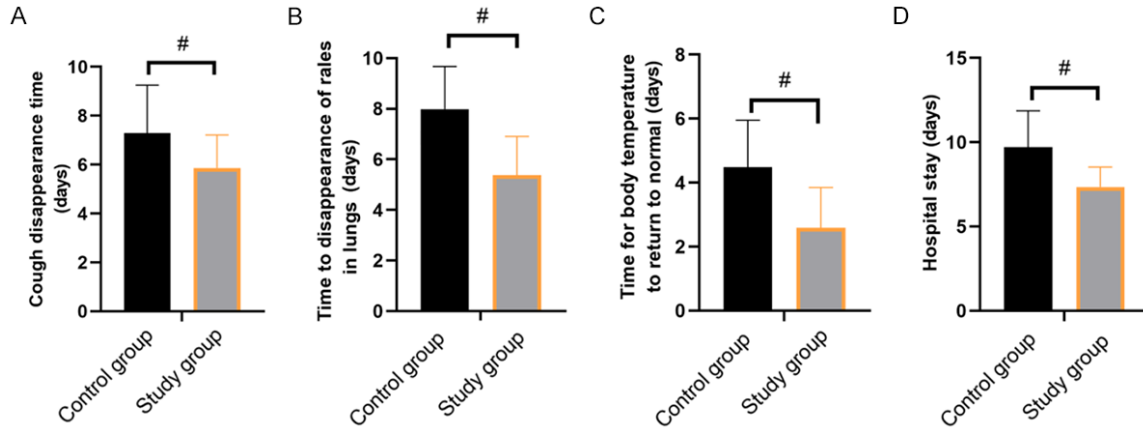 A
Cough disappearance time
(days)
10
8
6
4
2
0
#
Control group
Study group
B
Time to disappearance of rales
in lungs (days)
10
8
6
4
2
0
#
Control group
Study group
C
Time for body temperature
to return to normal (days)
8
6
4
2
0
#
Control group
Study group
D
Hospital stay (days)
15
10
5
0
#
Control group
Study group